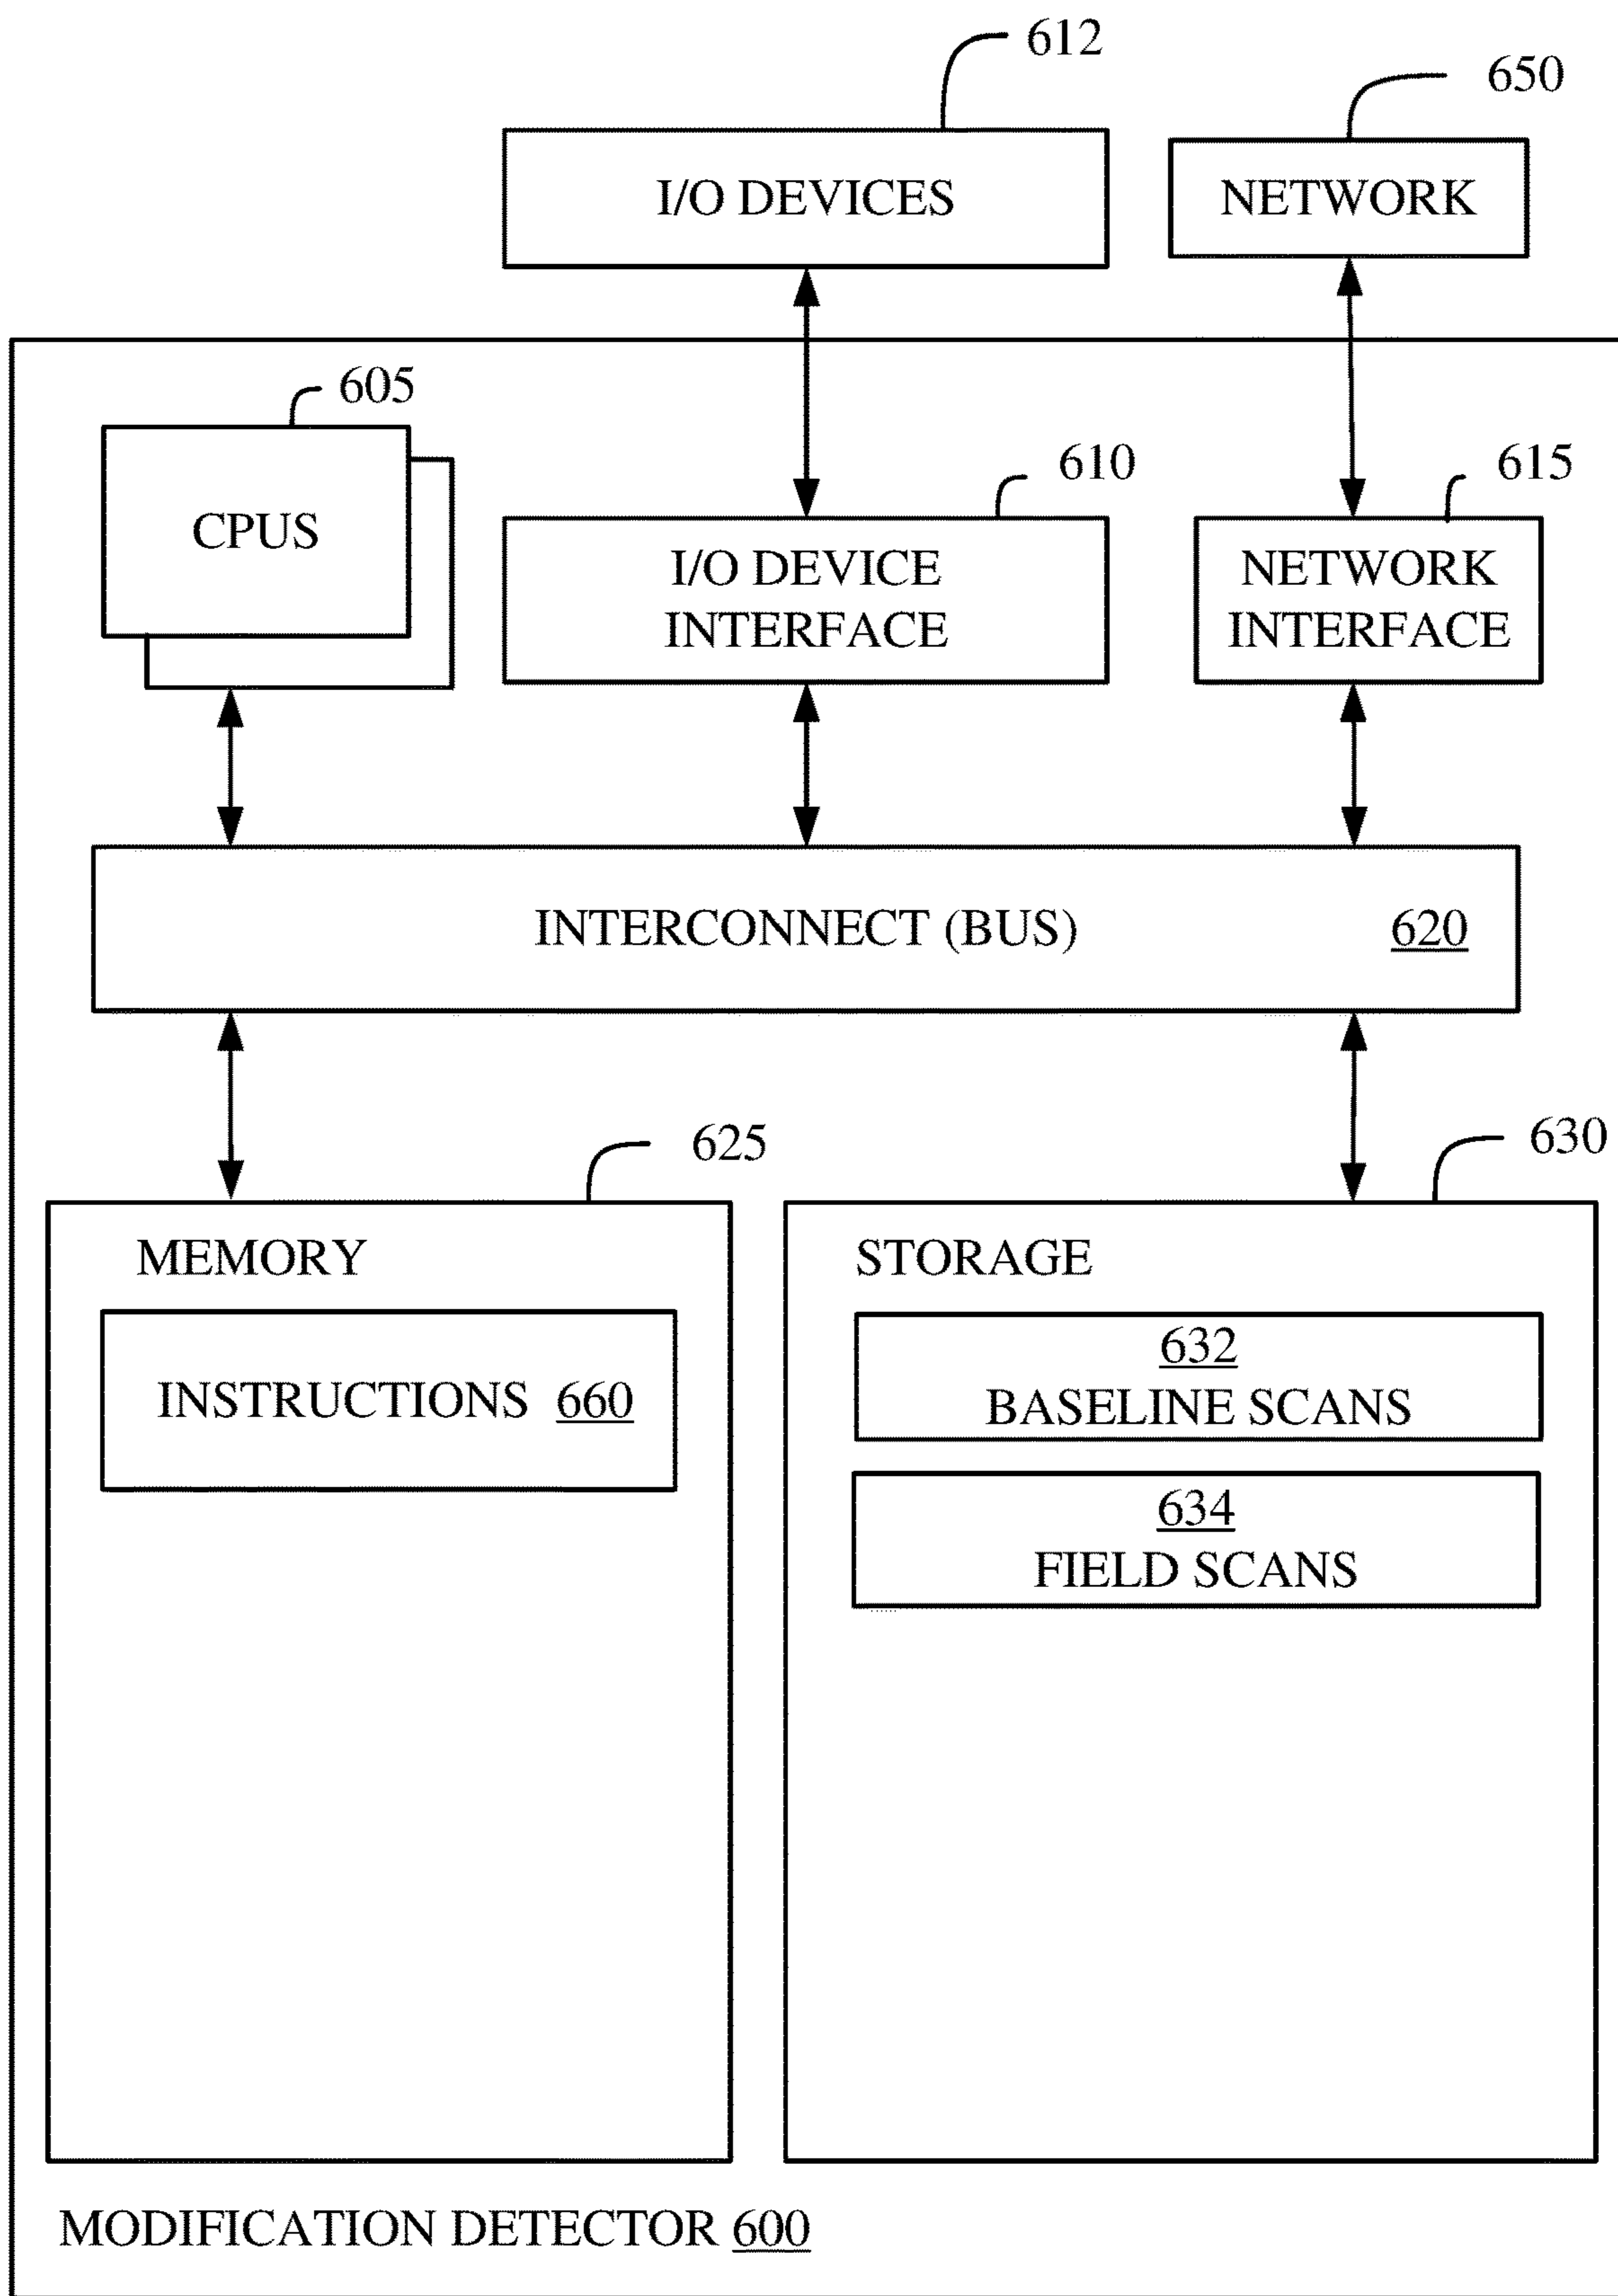 612
650
I/O DEVICES
NETWORK
605
610
615
CPUS
I/O DEVICE
INTERFACE
NETWORK
INTERFACE
INTERCONNECT (BUS) 620
625
630
MEMORY
INSTRUCTIONS 660
STORAGE
632
BASELINE SCANS
634
FIELD SCANS
MODIFICATION DETECTOR 600